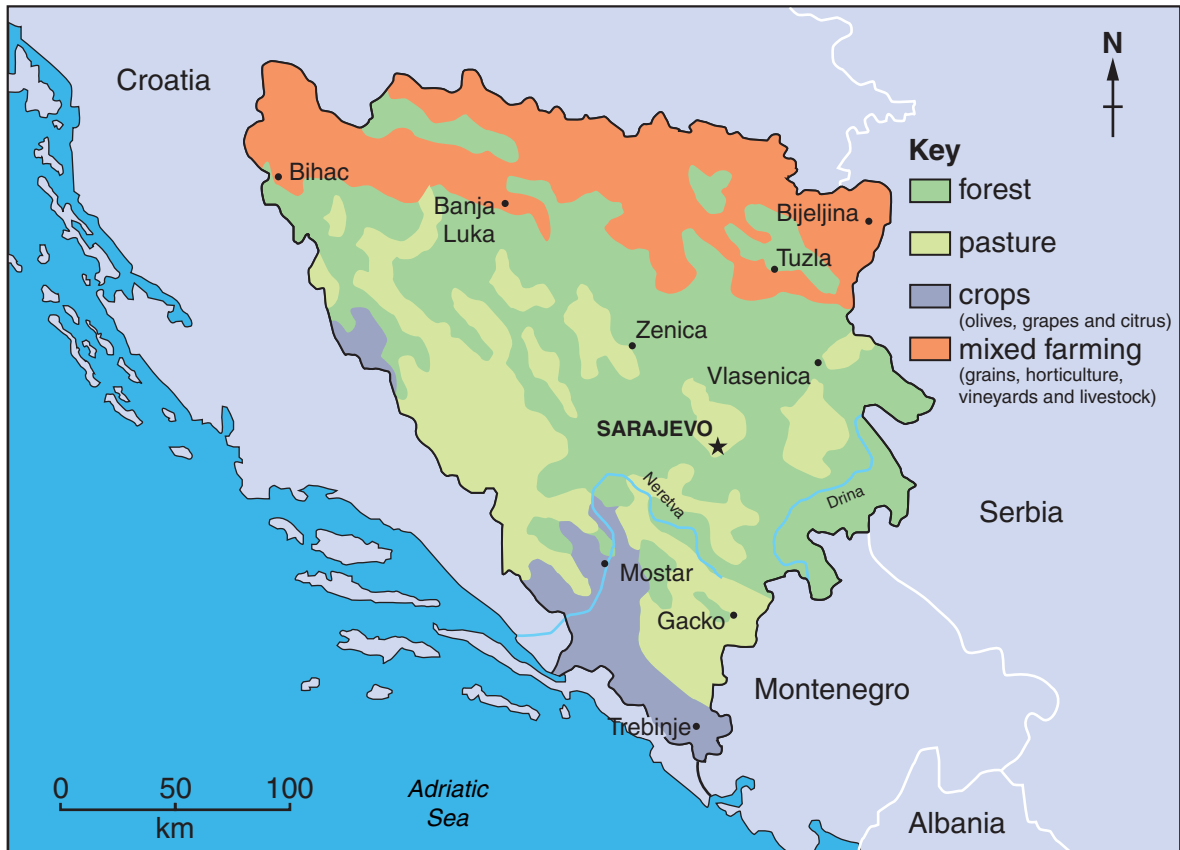 Croatia
N
Key
forest
pasture
crops
(olives, grapes and citrus)
mixed farming
(grains, horticulture,
vineyards and livestock)
Bihac
Banja
Luka
Bijeljina
Tuzla
Zenica
Vlasenica
SARAJEVO
Neretva
Drina
Serbia
Mostar
Gacko
Montenegro
Trebinje
0 50 100
km
Adriatic
Sea
Albania